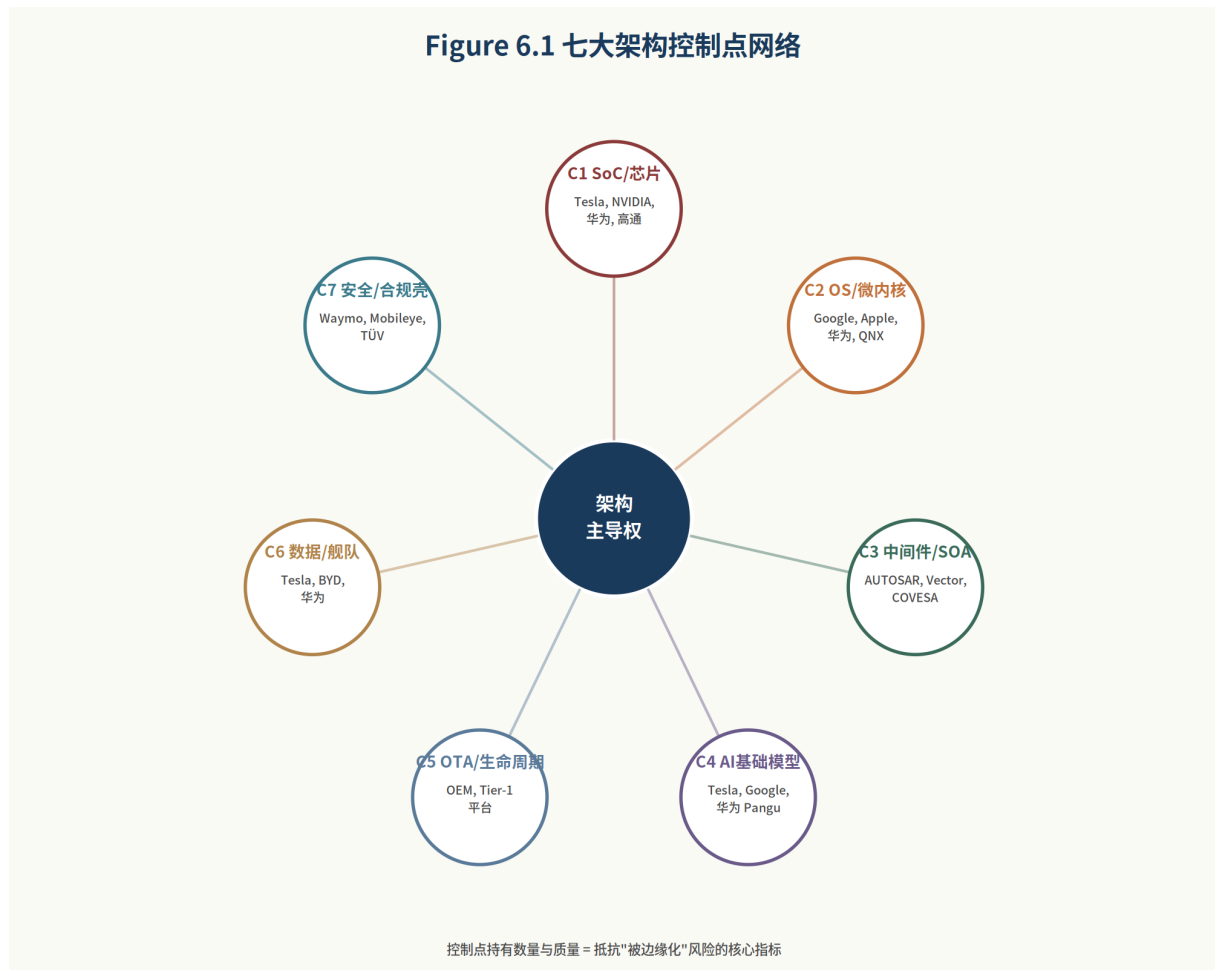 Figure 6.1 七大架构控制点网络
C1 SoC/芯片
Tesla, NVIDIA,
华为, 高通
C2 OS/微内核
Google, Apple,
华为, QNX
C3 中间件/SOA
AUTOSAR, Vector,
COVESA
C4 AI基础模型
Tesla, Google,
华为 Pangu
C5 OTA/生命周期
OEM, Tier-1
平台
C6 数据/舰队
Tesla, BYD,
华为
C7 安全/合规壳
Waymo, Mobileye,
TÜV
架构
主导权
控制点持有数量与质量 = 抵抗"被边缘化"风险的核心指标